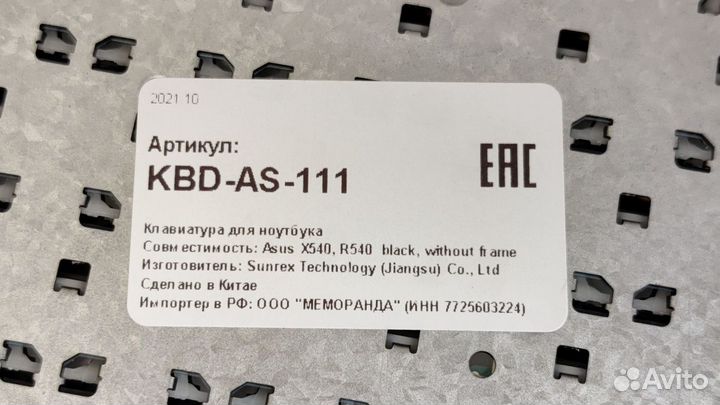 2021 10
Артикул:
KBD-AS-111
EAC
Клавиатура для ноутбука
Совместимость: Asus X540, R540 black, without frame
Изготовитель: Sunrex Technology (Jiangsu) Co., Ltd
Сделано в Китае
Импортер в РФ: ООО "МЕМОРАНДА" (ИНН 7725603224)
Avito